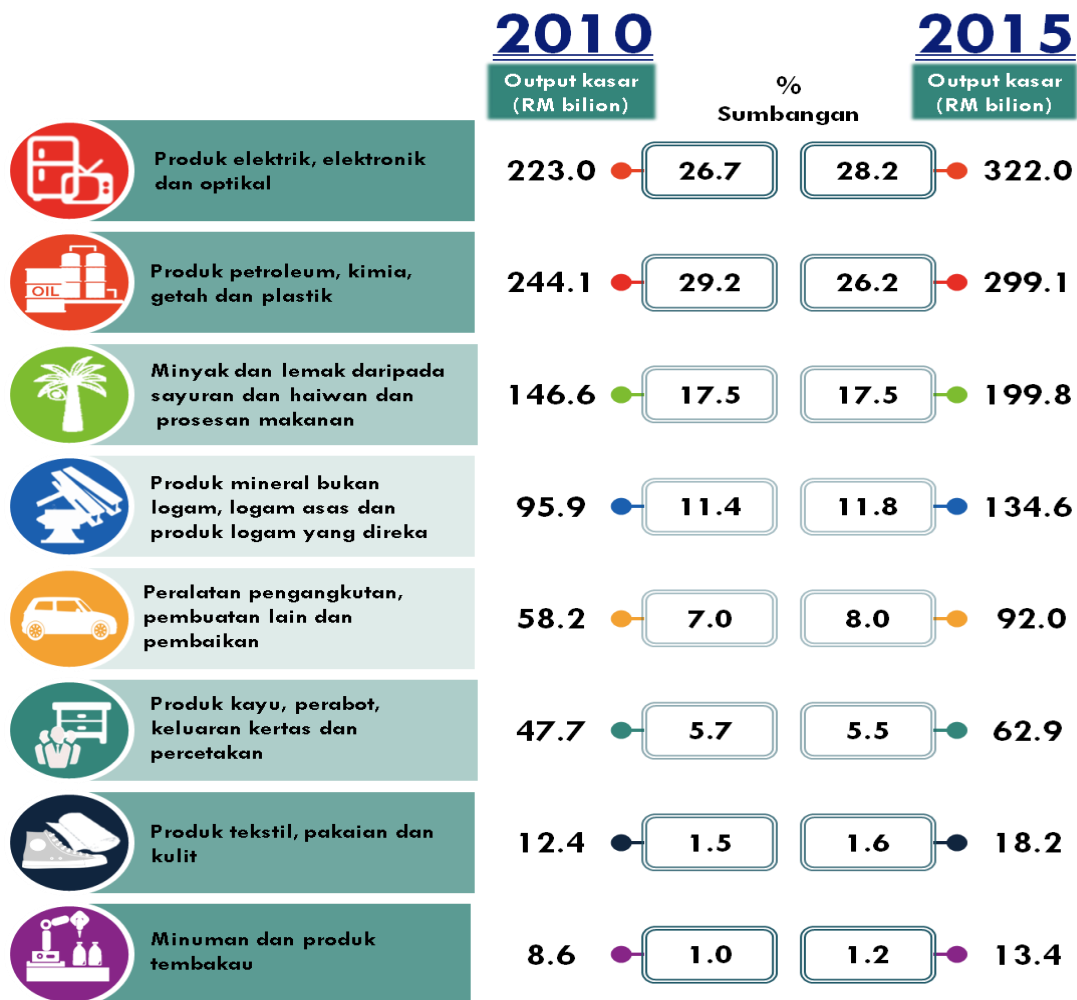 2010
2015
Output kasar
(RM bilion)
%
Sumbangan
Output kasar
(RM bilion)
Produk elektrik, elektronik
dan optikal
223.0 26.7 28.2 322.0
OIL
Produk petroleum, kimia,
getah dan plastik
244.1 29.2 26.2 299.1
Minyak dan lemak daripada
sayuran dan haiwan dan
prosesan makanan
146.6 17.5 17.5 199.8
Produk mineral bukan
logam, logam asas dan
produk logam yang direka
95.9 11.4 11.8 134.6
Peralatan pengangkutan,
pembuatan lain dan
pembaikan
58.2 7.0 8.0 92.0
Produk kayu, perabot,
keluaran kertas dan
percetakan
47.7 5.7 5.5 62.9
Produk tekstil, pakaian dan
kulit
12.4 1.5 1.6 18.2
Minuman dan produk
tembakau
8.6 1.0 1.2 13.4